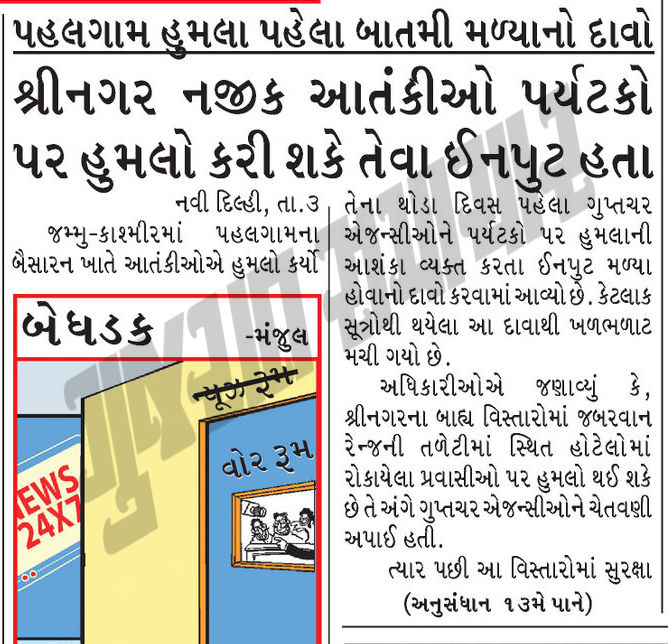 પહલગામ હુમલા પહેલા બાતમી મળ્યાનો દાવો
શ્રીનગર નજીક આતંકીઓ પર્યટકો
પર હુમલો કરી શકે તેવા ઈનપુટ હતા
નવી દિલ્હી, તા.૩
જમ્મુ-કાશ્મીરમાં પહલગામના
બૈસારન ખાતે આતંકીઓએ હુમલો કર્યો
તેના થોડા દિવસ પહેલા ગુપ્તચર
એજન્સીઓને પર્યટકો પર હુમલાની
આશંકા વ્યક્ત કરતા ઈનપુટ મળ્યા
હોવાનો દાવો કરવામાં આવ્યો છે. કેટલાક
સૂત્રોથી થયેલા આ દાવાથી ખળભળાટ
મચી ગયો છે.
અધિકારીઓએ જણાવ્યું કે,
શ્રીનગરના બાહ્ય વિસ્તારોમાં જબરવાન
રેન્જની તળેટીમાં સ્થિત હોટેલોમાં
રોકાયેલા પ્રવાસીઓ પર હુમલો થઈ શકે
છે તે અંગે ગુપ્તચર એજન્સીઓને ચેતવણી
અપાઈ હતી.
ત્યાર પછી આ વિસ્તારોમાં સુરક્ષા
(અનુસંધાન ૧૩મે પાને)
બેધડક
-મંજુલ
ન્યૂઝ રૂમ
વોર રૂમ
NEWS
24X7
ગુજરાત સમાચાર